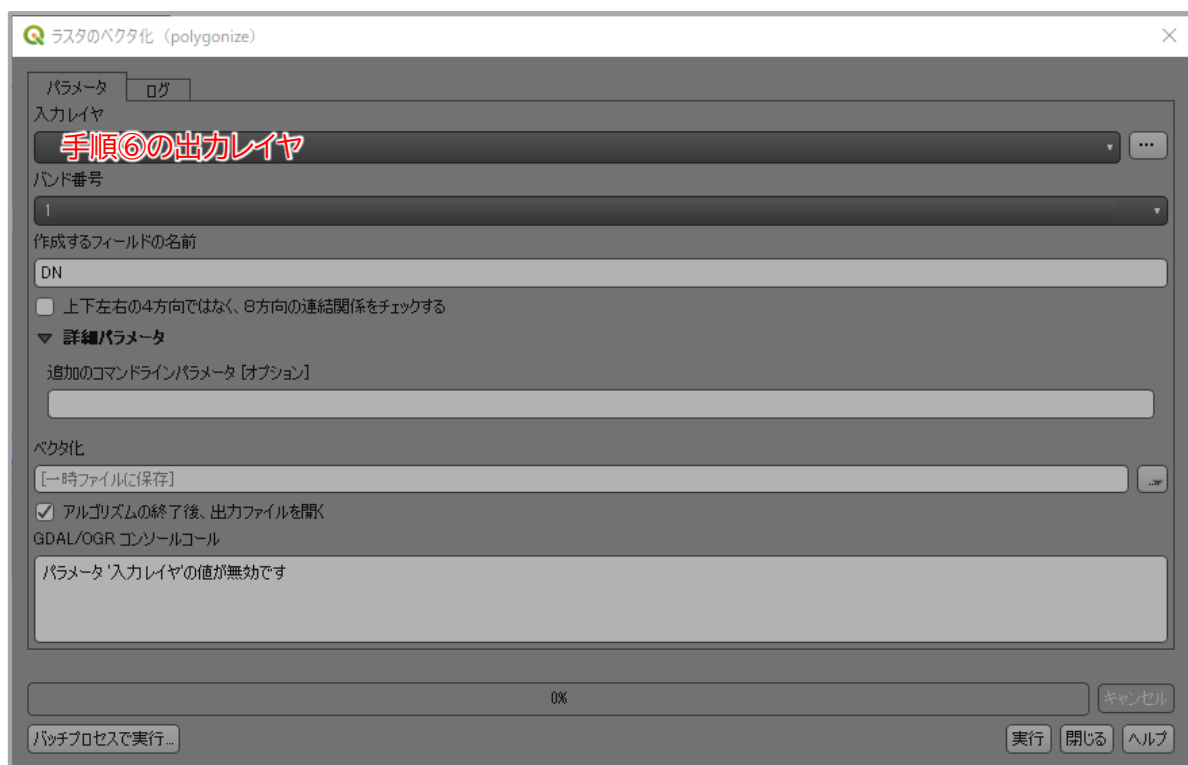 ラスタのベクタ化（polygonize）
パラメータ
ログ
入力レイヤ
手順⑥の出力レイヤ
…
バンド番号
1
作成するフィールドの名前
DN
上下左右の4方向ではなく、8方向の連結関係をチェックする
詳細パラメータ
追加のコマンドラインパラメータ [オプション]
ベクタ化
[一時ファイルに保存]
…
アルゴリズムの終了後、出力ファイルを開く
GDAL/OGR コンソールコール
パラメータ '入力レイヤ'の値が無効です
0%
キャンセル
バッチプロセスで実行...
実行
閉じる
ヘルプ